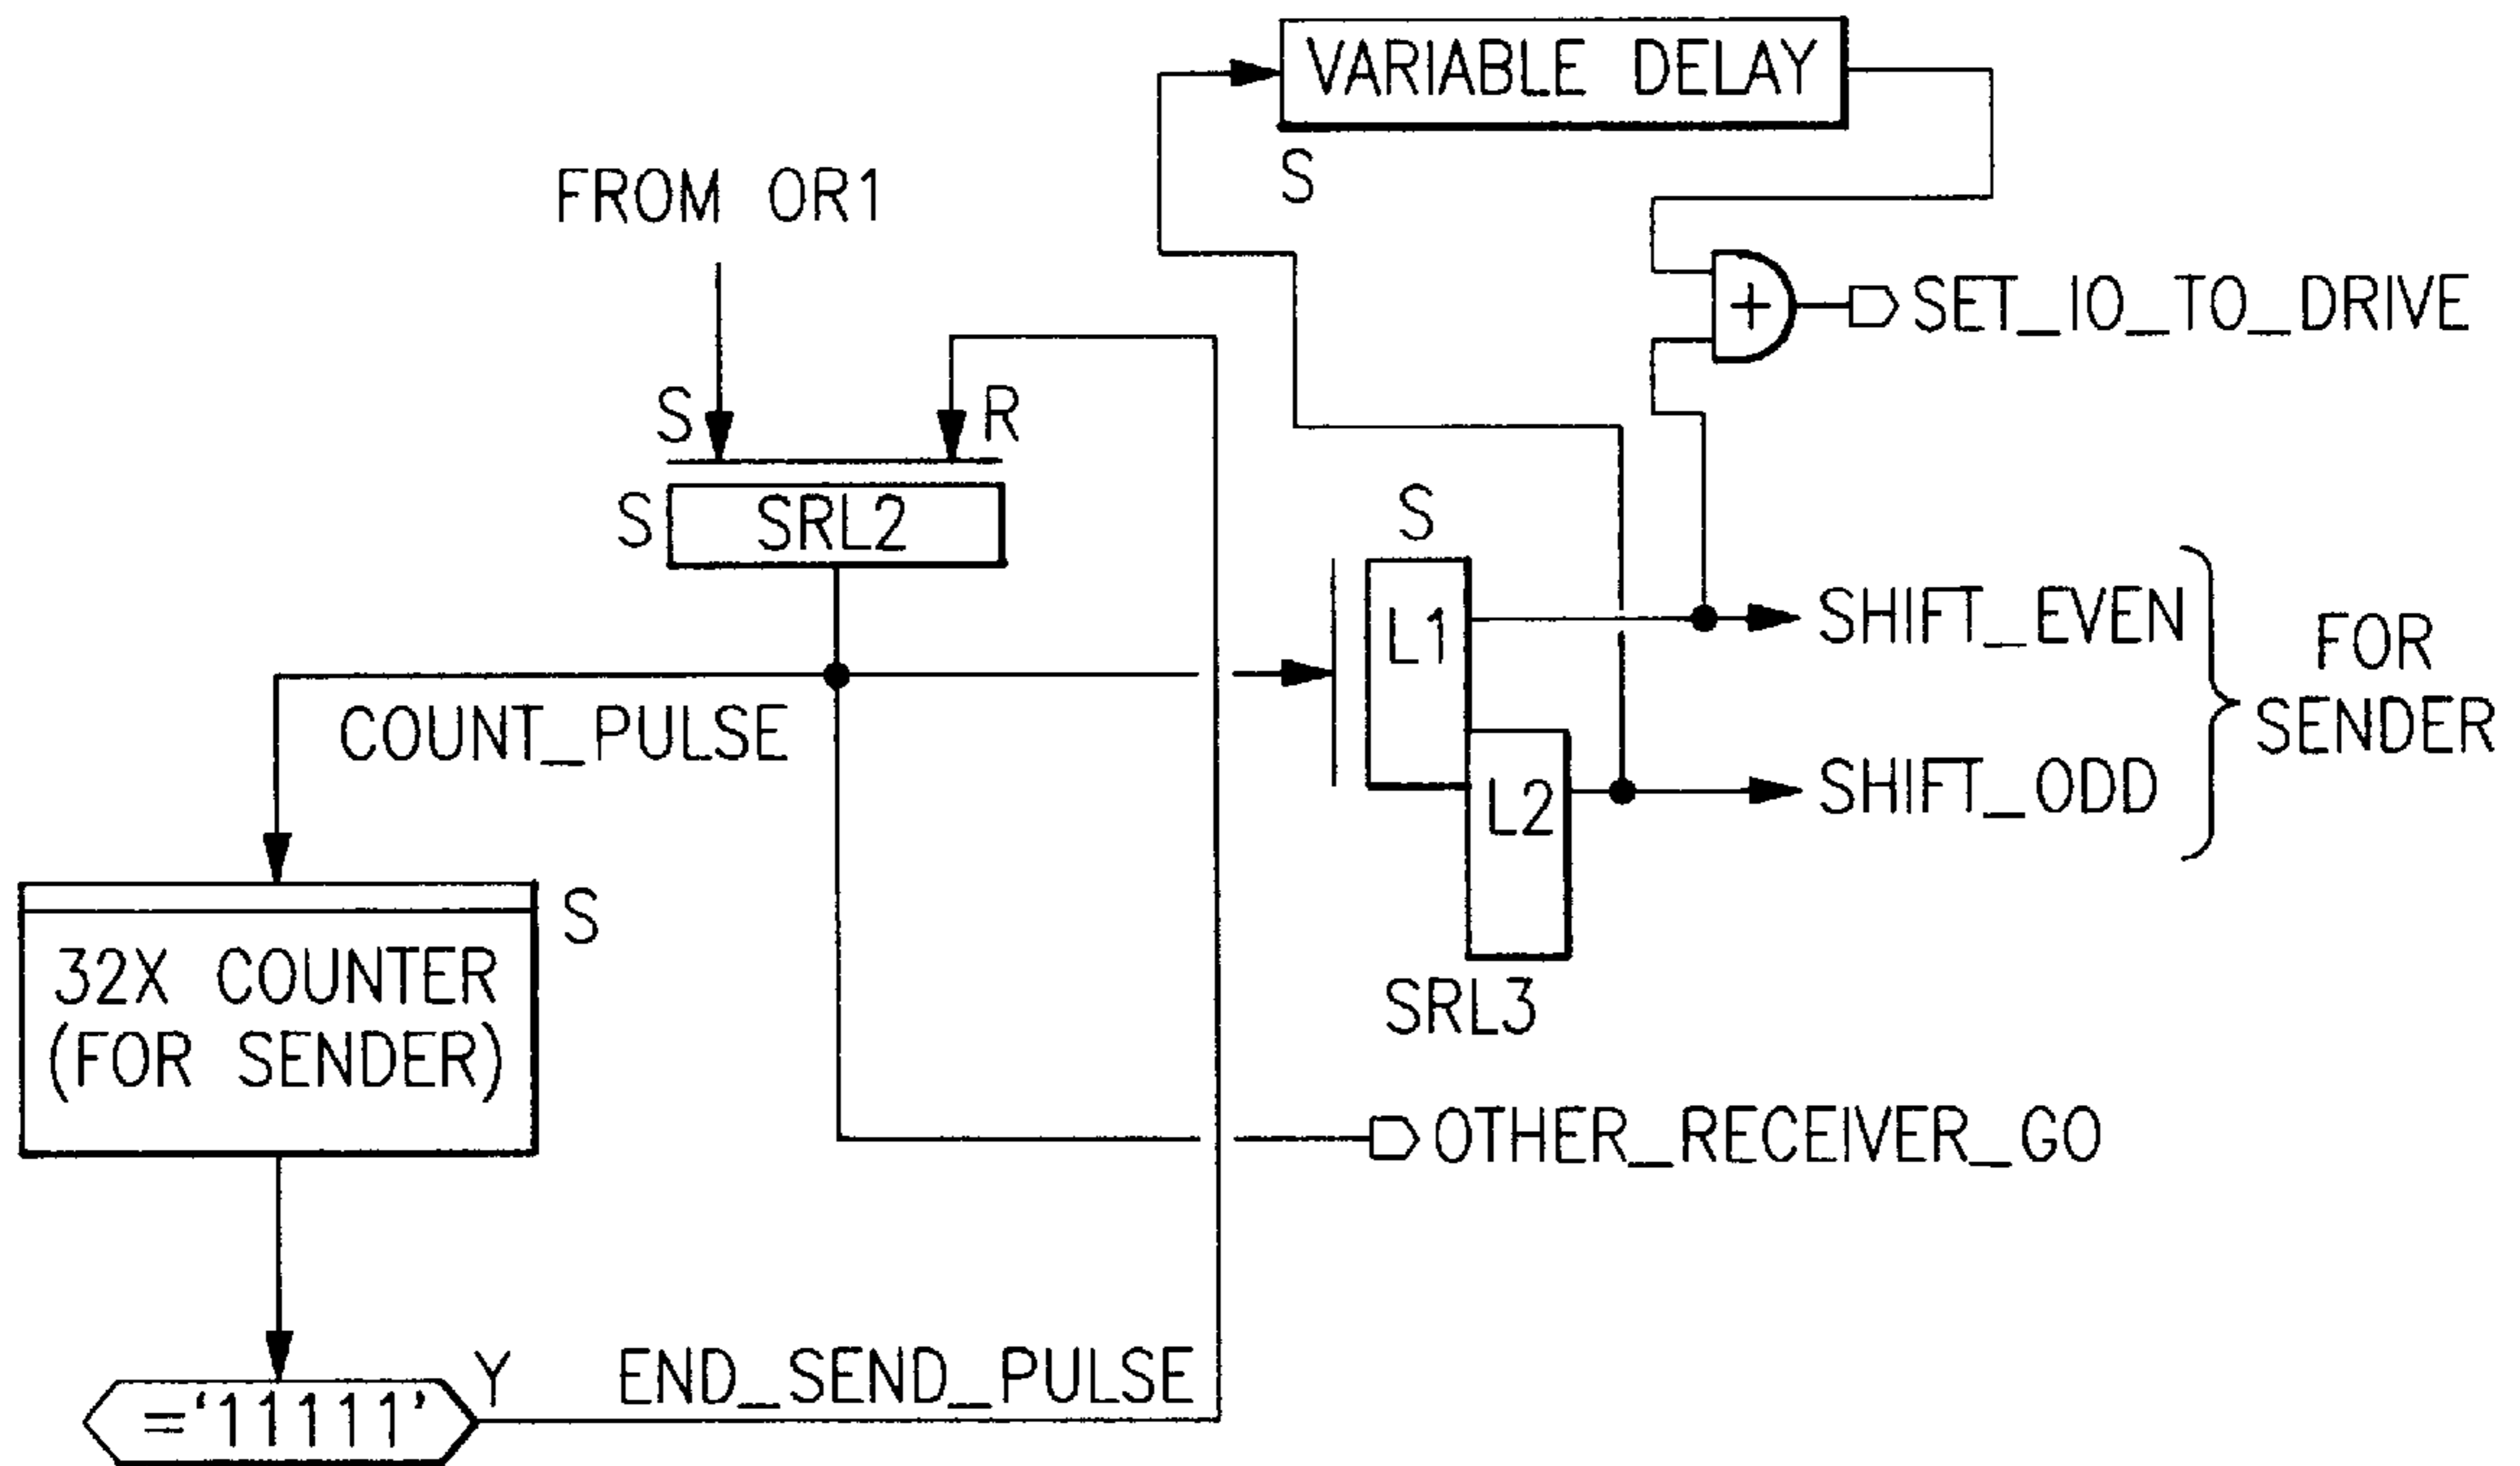 VARIABLE DELAY
S
FROM OR1
SET_IO_TO_DRIVE
S
R
S
SRL2
S
L1
SHIFT_EVEN
FOR
SENDER
COUNT_PULSE
L2
SHIFT_ODD
S
32X COUNTER
(FOR SENDER)
SRL3
OTHER_RECEIVER_GO
Y
END_SEND_PULSE
=‘11111’